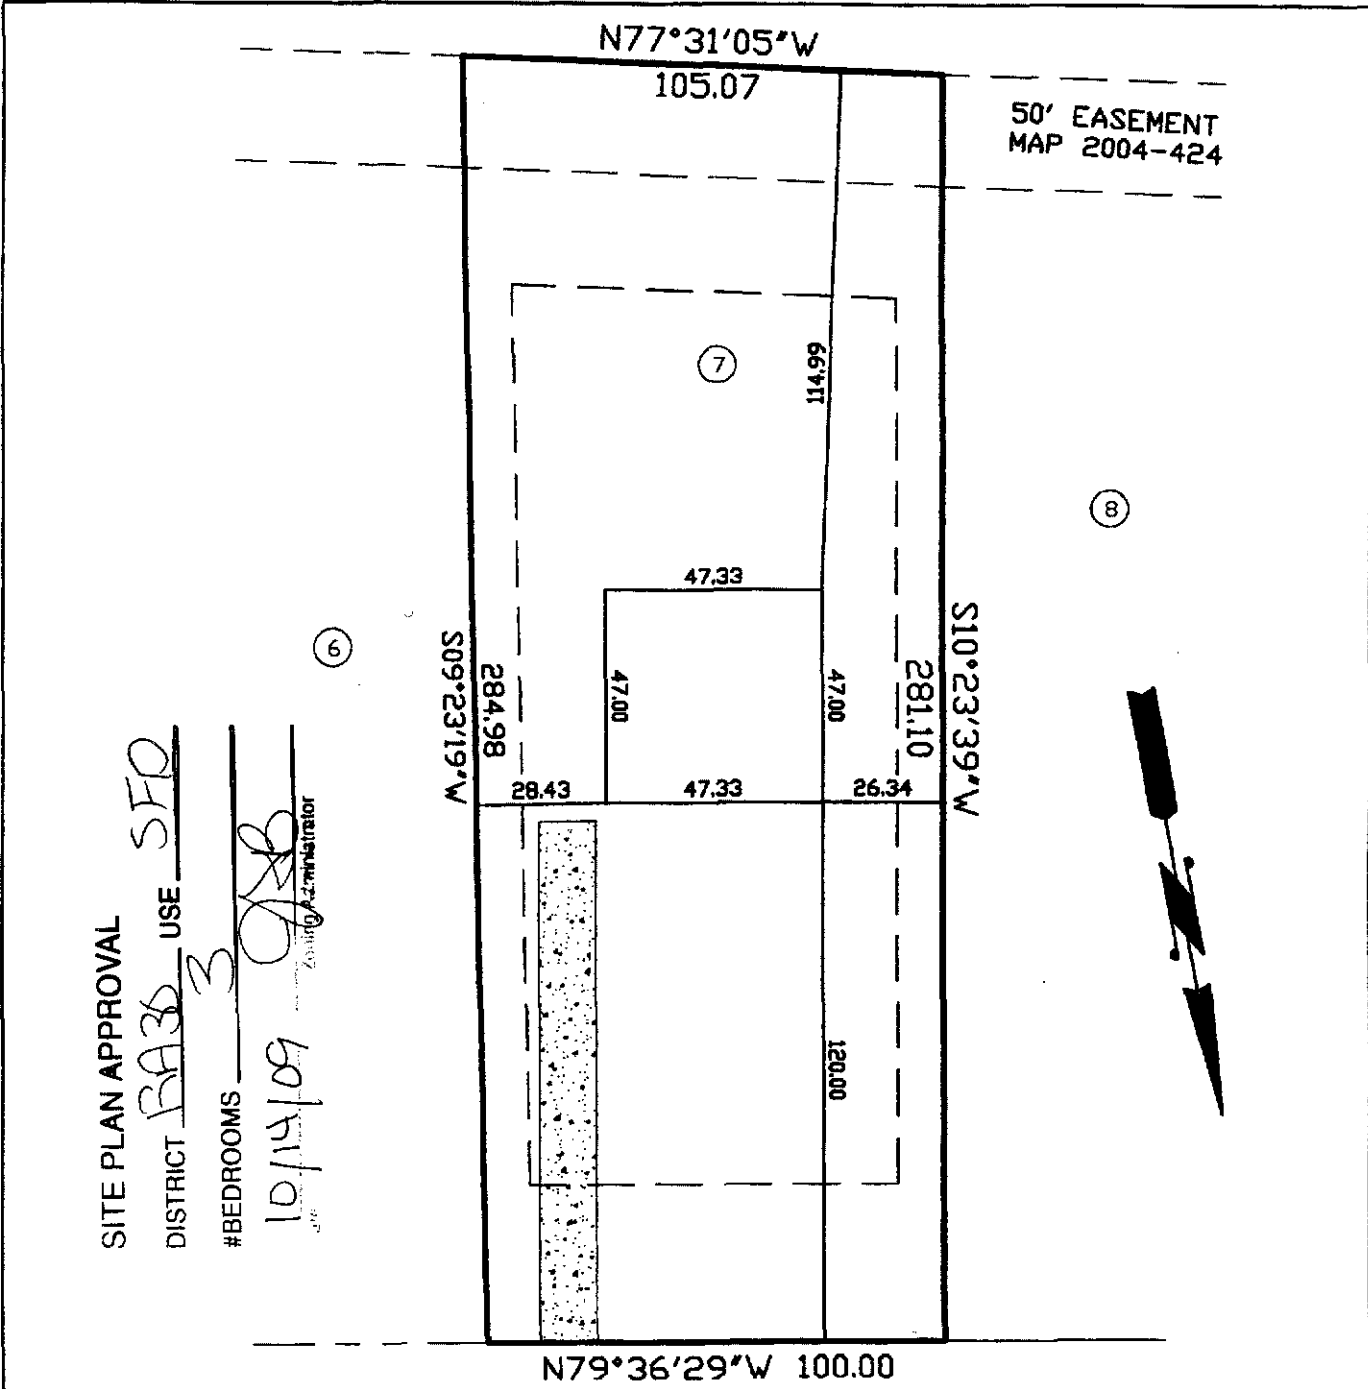 N77°31'05"W
105.07
50' EASEMENT
MAP 2004-424
7
114.99
8
47.33
6
S09°23'19"W
284.98
47.00
47.00
281.10
S10°23'39"W
28.43
47.33
26.34
120.00
N79°36'29"W 100.00
SITE PLAN APPROVAL
DISTRICT RA30 USE SFD
#BEDROOMS 3
10/14/09
Zoning Administrator